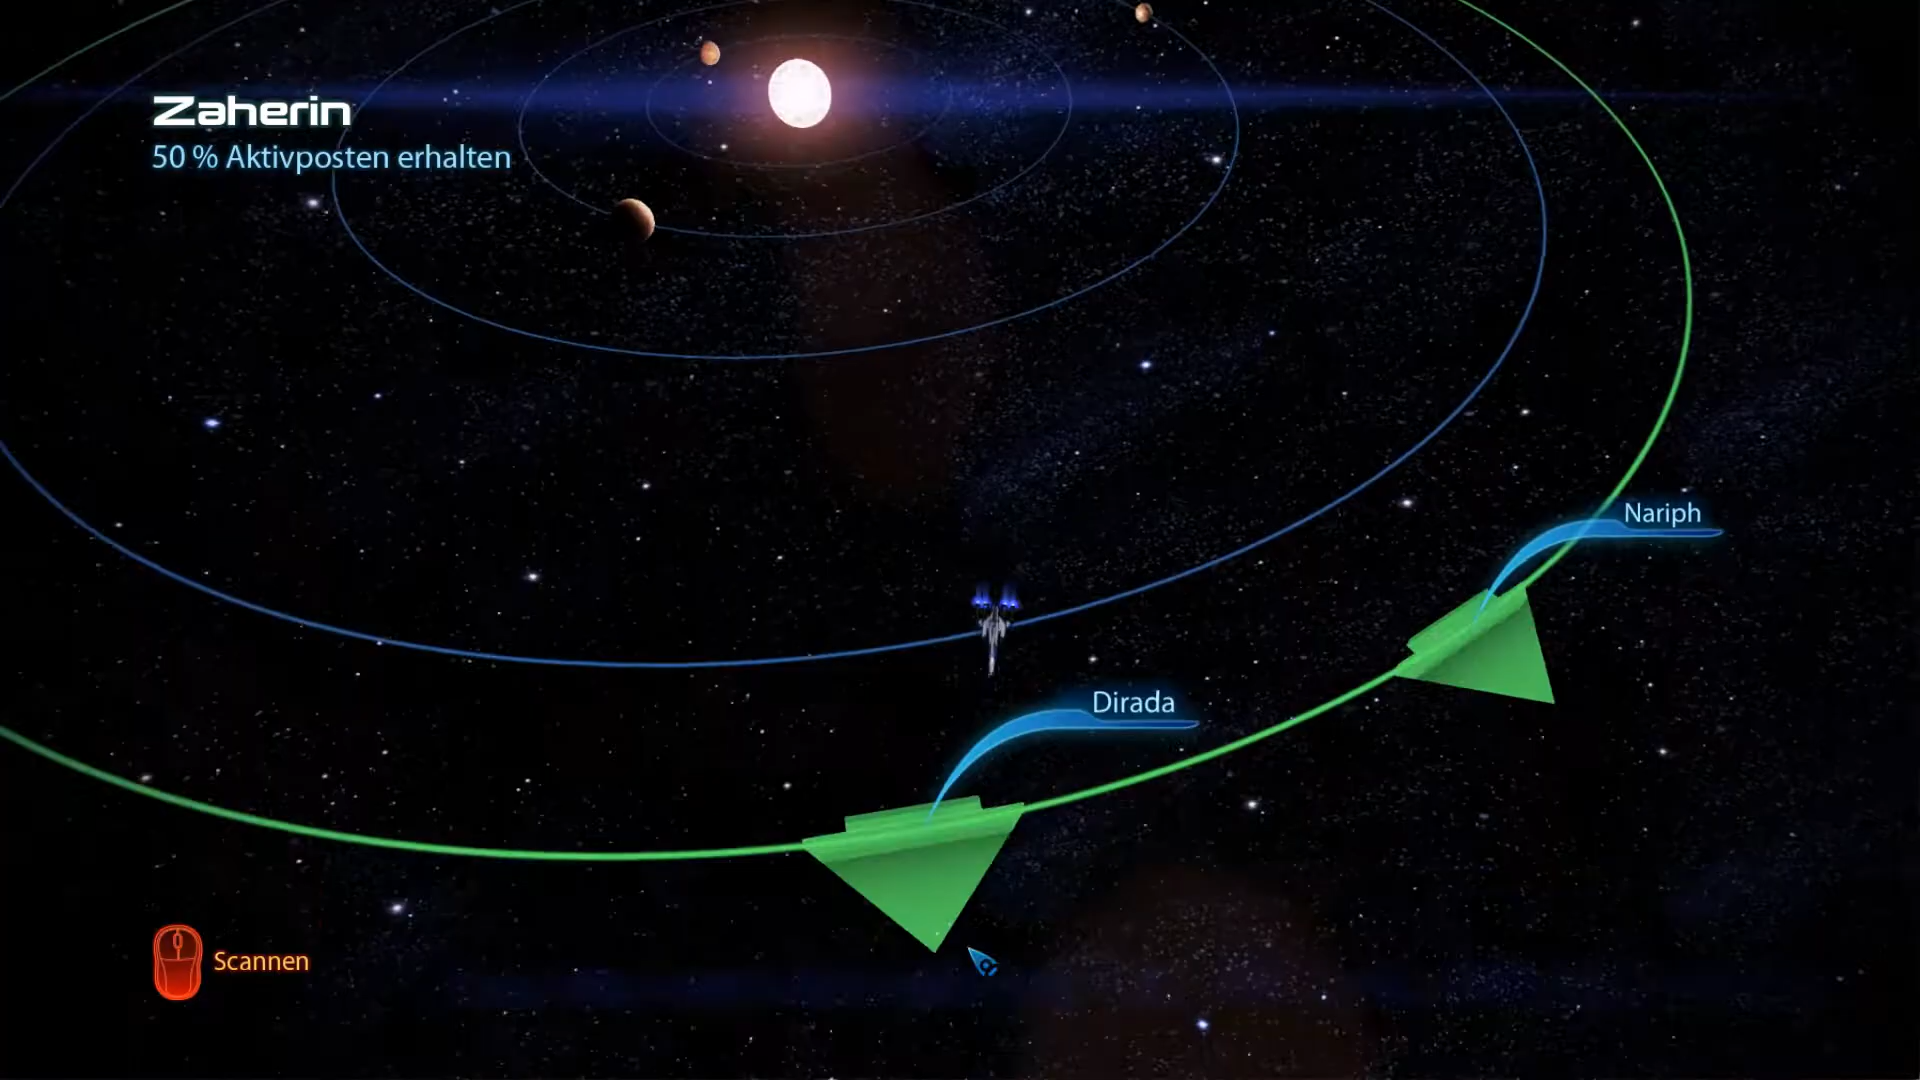 Zaherin
50 % Aktivposten erhalten
Nariph
Dirada
Scannen